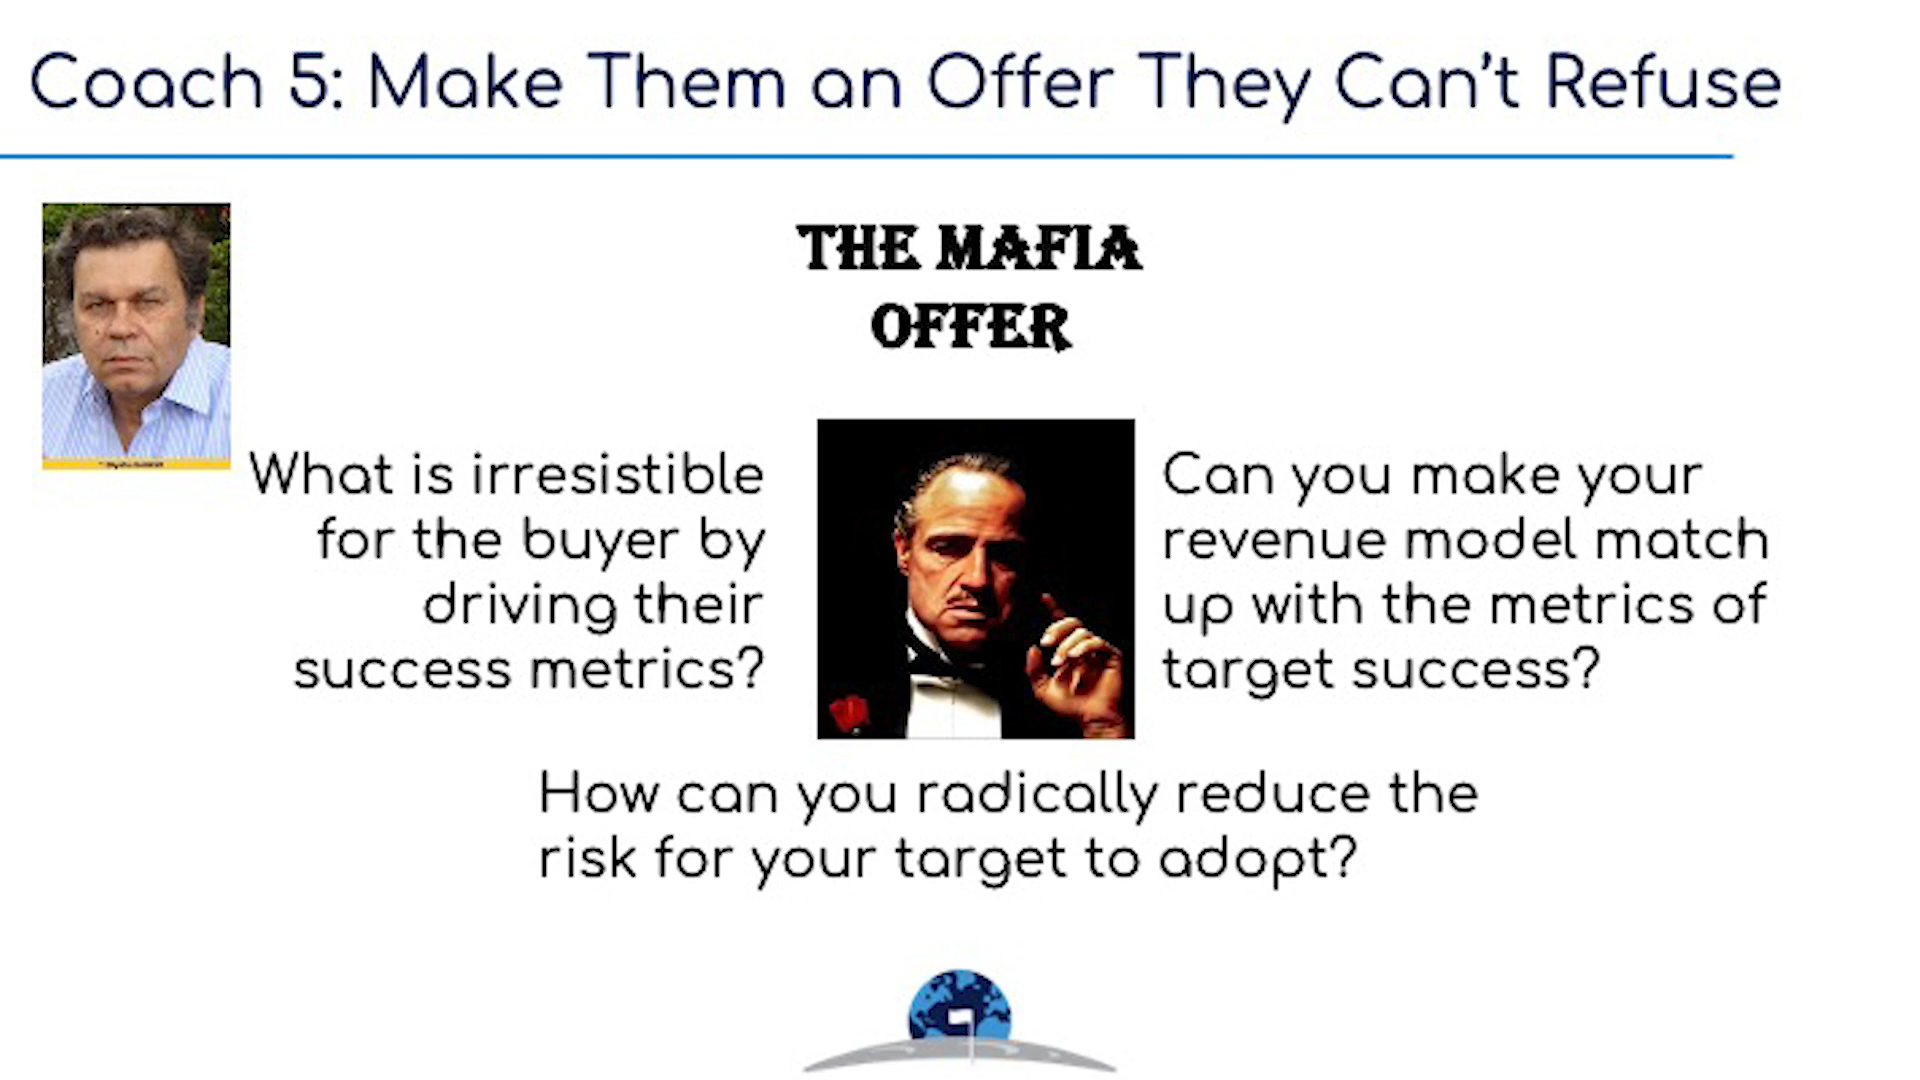 Coach 5: Make Them an Offer They Can't Refuse
THE MAFIA
OFFER
What is irresistible
for the buyer by
driving their
success metrics?
Can you make your
revenue model match
up with the metrics of
target success?
How can you radically reduce the
risk for your target to adopt?